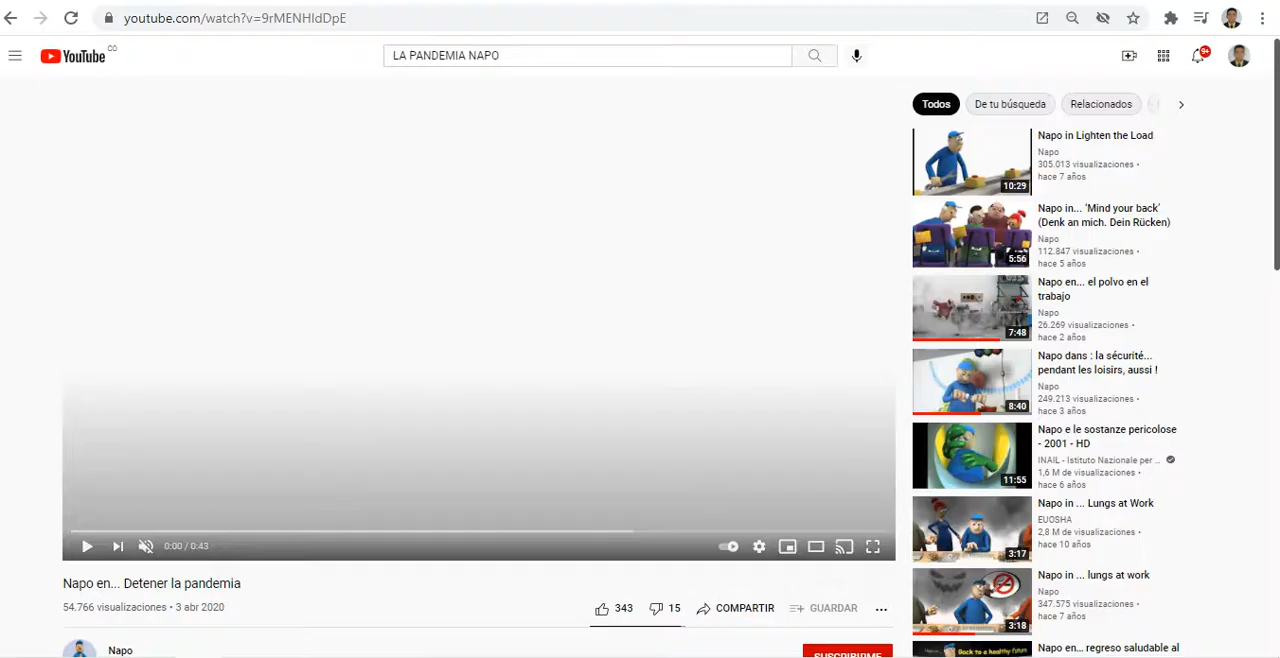 youtube.com/watch?v=9rMENHIdDpE
YouTube CO
LA PANDEMIA NAPO
9+
Todos
De tu búsqueda
Relacionados
Napo in Lighten the Load
Napo
305.013 visualizaciones •
hace 7 años
10:29
Napo in... 'Mind your back'
(Denk an mich. Dein Rücken)
Napo
112.847 visualizaciones •
hace 5 años
5:56
Napo en... el polvo en el
trabajo
Napo
26.269 visualizaciones •
hace 2 años
7:48
Napo dans : la sécurité...
pendant les loisirs, aussi !
Napo
249.213 visualizaciones •
hace 3 años
8:40
Napo e le sostanze pericolose
- 2001 - HD
INAIL - Istituto Nazionale per ...
1,6 M de visualizaciones •
hace 6 años
11:55
Napo in ... Lungs at Work
EUOSHA
2,8 M de visualizaciones •
hace 10 años
3:17
Napo in ... lungs at work
Napo
347.575 visualizaciones •
hace 7 años
3:18
Napo en... regreso saludable al
Back to a healthy future
0:00 / 0:43
Napo en... Detener la pandemia
54.766 visualizaciones • 3 abr 2020
343
15
COMPARTIR
GUARDAR
Napo
SUSCRIBIRME